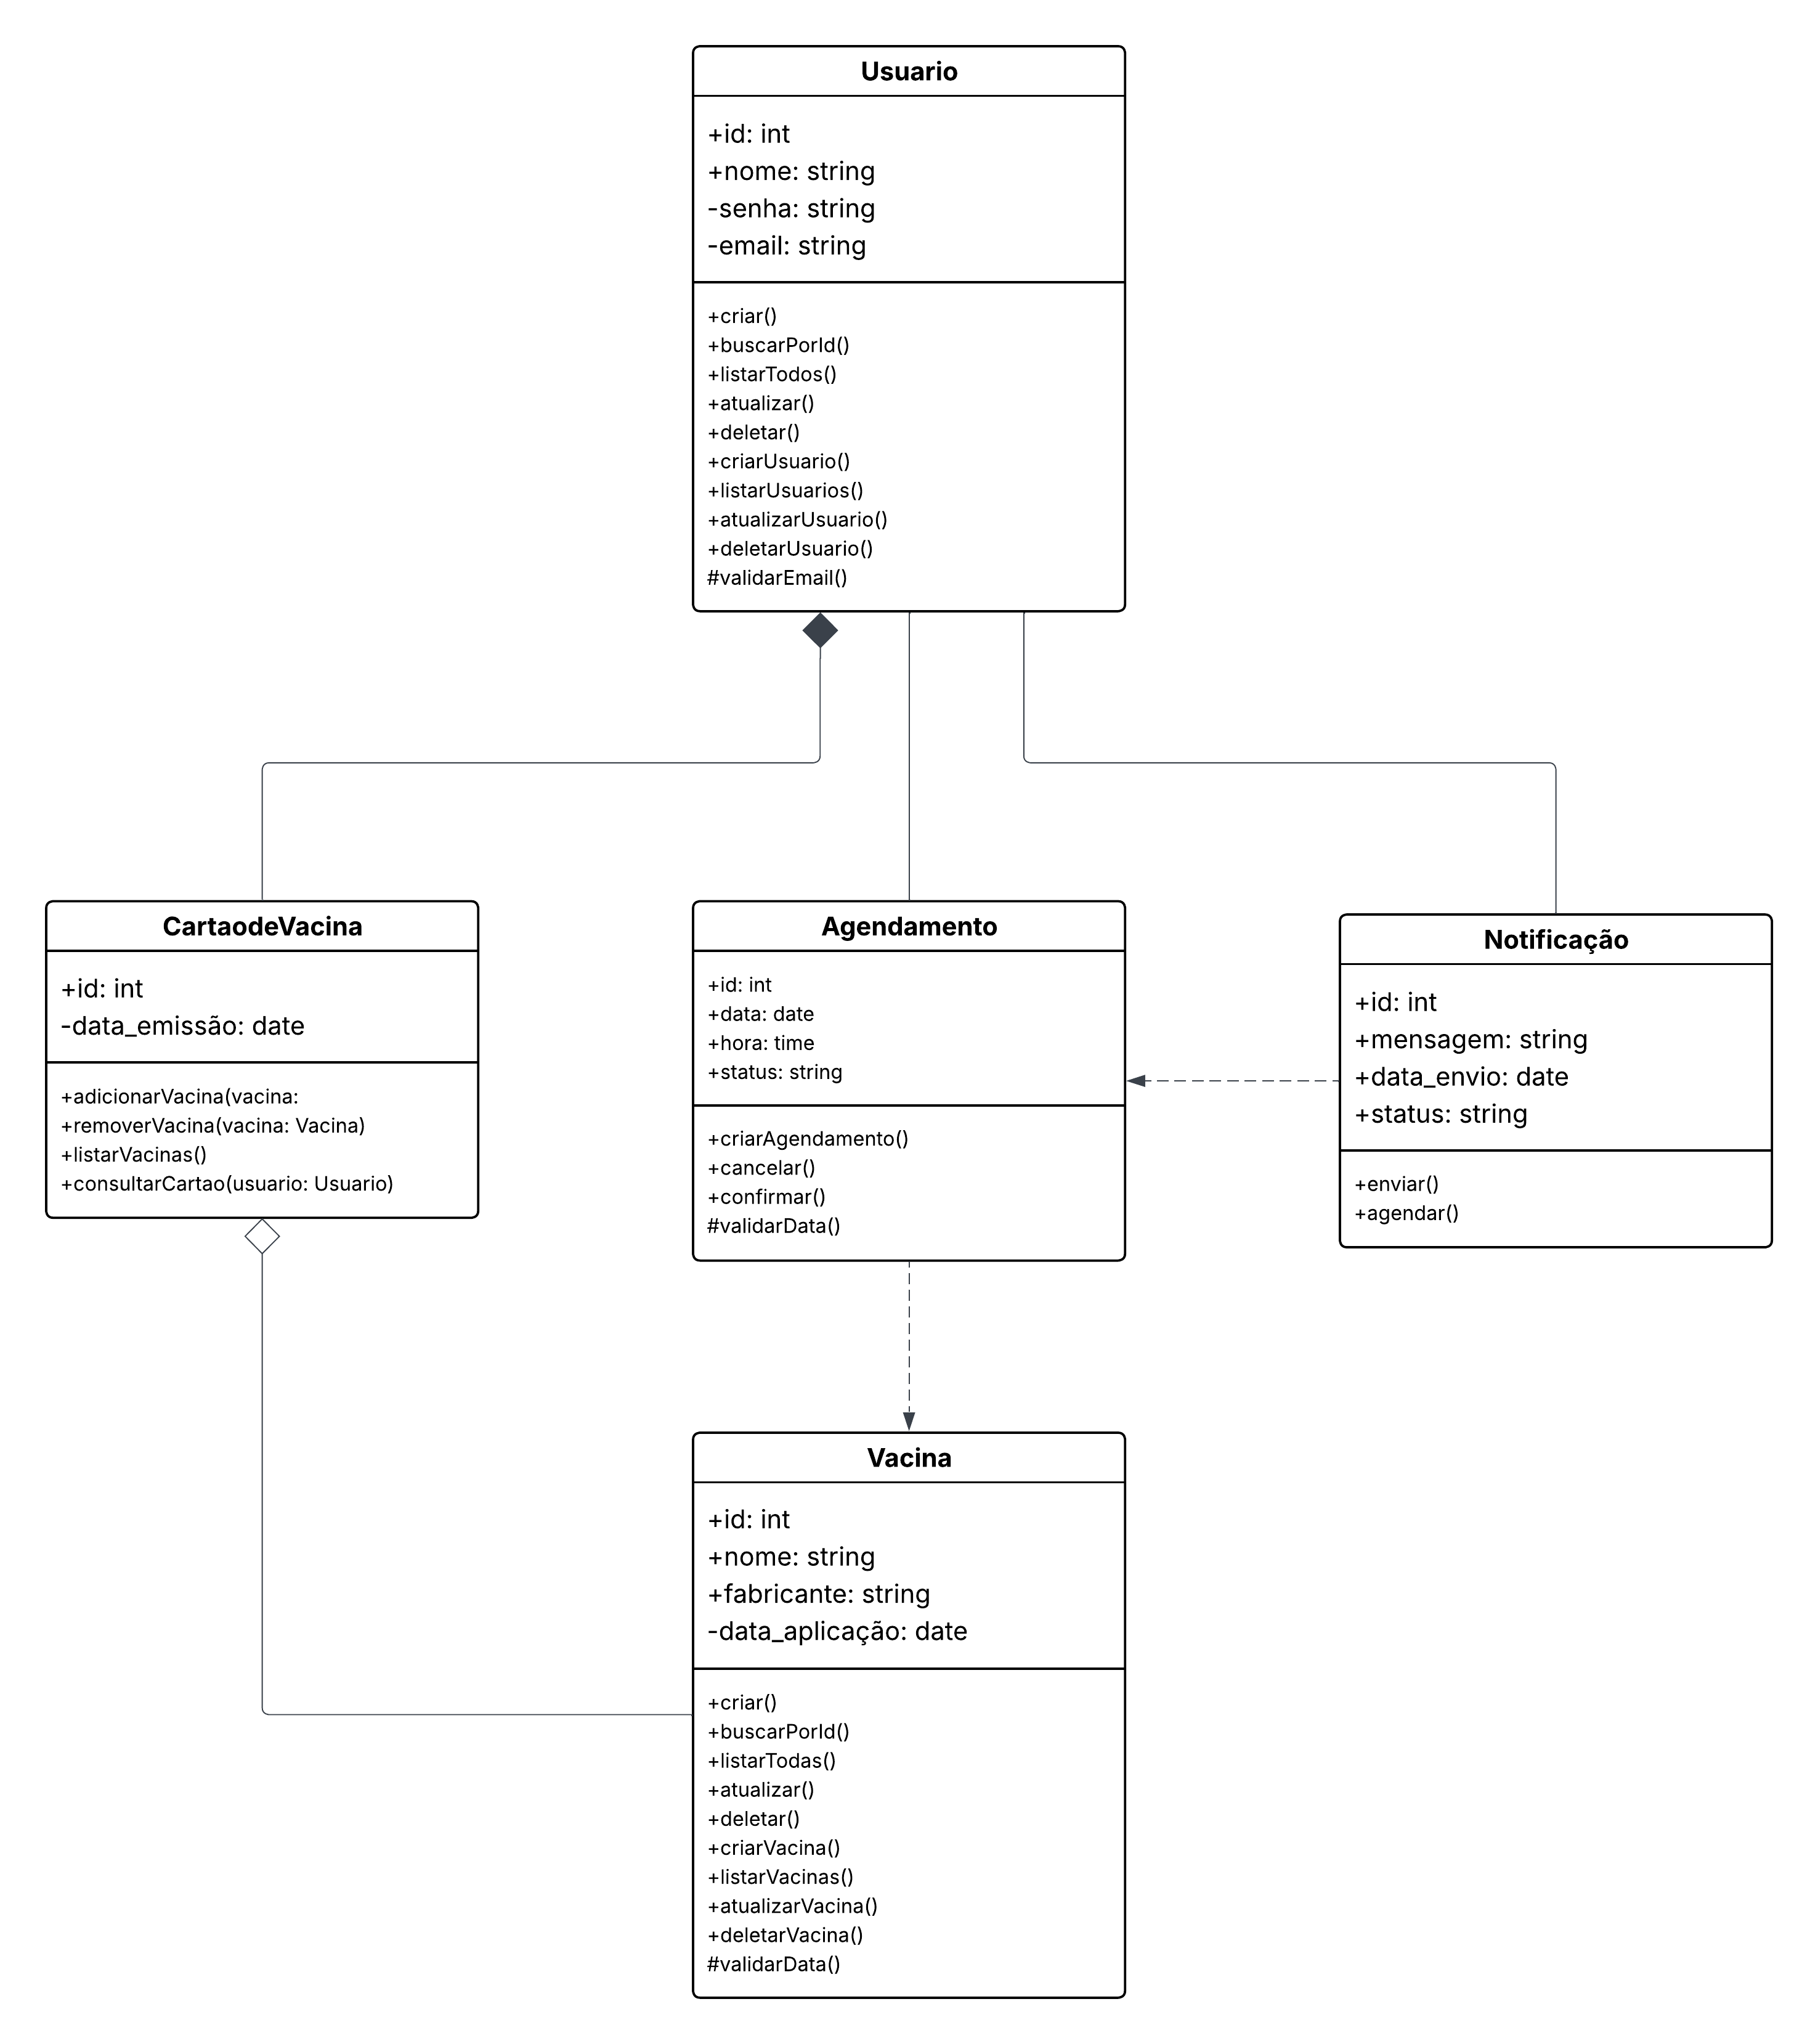 Usuario
+id: int
+nome: string
-senha: string
-email: string
+criar()
+buscarPorId()
+listarTodos()
+atualizar()
+deletar()
+criarUsuario()
+listarUsuarios()
+atualizarUsuario()
+deletarUsuario()
#validarEmail()
CartaodeVacina
+id: int
-data_emissão: date
+adicionarVacina(vacina:
+removerVacina(vacina: Vacina)
+listarVacinas()
+consultarCartao(usuario: Usuario)
Agendamento
+id: int
+data: date
+hora: time
+status: string
+criarAgendamento()
+cancelar()
+confirmar()
#validarData()
Notificação
+id: int
+mensagem: string
+data_envio: date
+status: string
+enviar()
+agendar()
Vacina
+id: int
+nome: string
+fabricante: string
-data_aplicação: date
+criar()
+buscarPorId()
+listarTodas()
+atualizar()
+deletar()
+criarVacina()
+listarVacinas()
+atualizarVacina()
+deletarVacina()
#validarData()